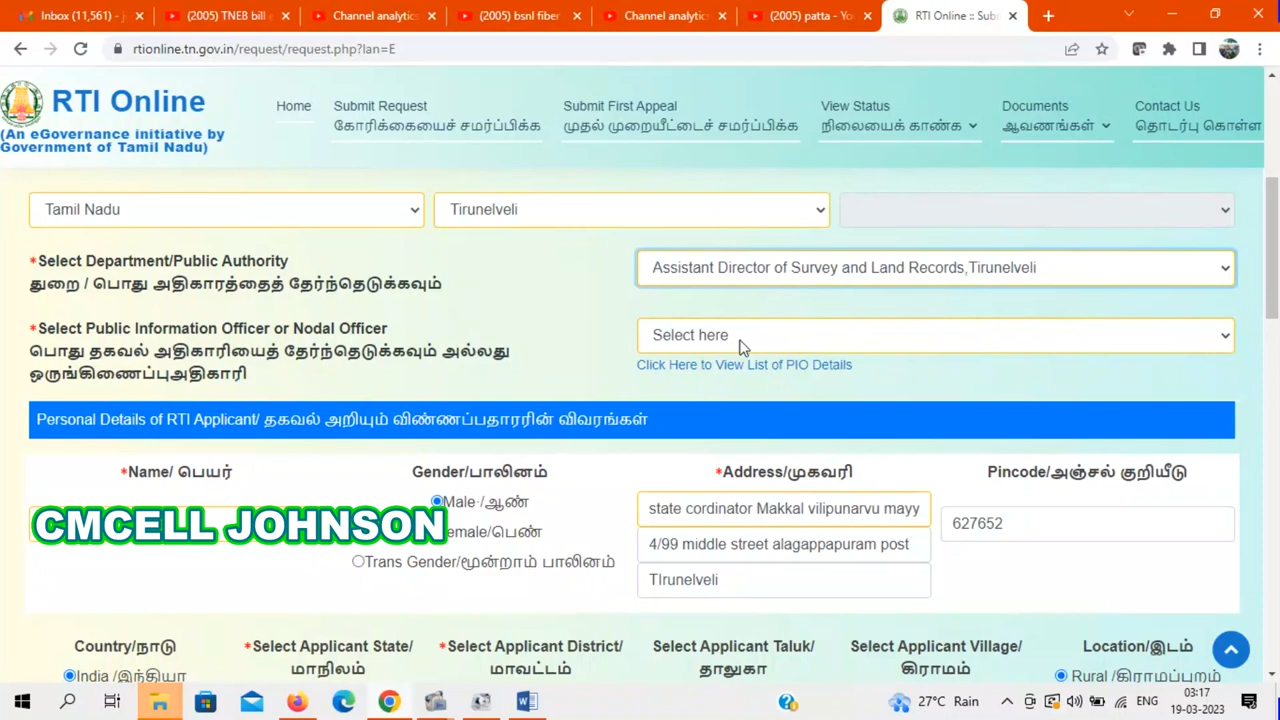 Inbox (11,561) - j
(2005) TNEB bill e
Channel analytic
(2005) bsnl fiber
Channel analytic
(2005) patta - Yo
RTI Online :: Sub
rtionline.tn.gov.in/request/request.php?lan=E
RTI Online
(An eGovernance initiative by
Government of Tamil Nadu)
Home
Submit Request
கோரிக்கையைச் சமர்ப்பிக்க
Submit First Appeal
முதல் முறையீட்டைச் சமர்ப்பிக்க
View Status
நிலையைக் காண்க
Documents
ஆவணங்கள்
Contact Us
தொடர்பு கொள்ள
Tamil Nadu
Tirunelveli
*Select Department/Public Authority
துறை / பொது அதிகாரத்தைத் தேர்ந்தெடுக்கவும்
Assistant Director of Survey and Land Records,Tirunelveli
*Select Public Information Officer or Nodal Officer
பொது தகவல் அதிகாரியைத் தேர்ந்தெடுக்கவும் அல்லது
ஒருங்கிணைப்புஅதிகாரி
Select here
Click Here to View List of PIO Details
Personal Details of RTI Applicant/ தகவல் அறியும் விண்ணப்பதாரரின் விவரங்கள்
*Name/ பெயர்
Gender/பாலினம்
*Address/முகவரி
Pincode/அஞ்சல் குறியீடு
Male /ஆண்
emale/பெண்
Trans Gender/மூன்றாம் பாலினம்
CMCELL JOHNSON
state cordinator Makkal vilipunarvu mayy
4/99 middle street alagappapuram post
TIrunelveli
627652
Country/நாடு
*Select Applicant State/
மாநிலம்
*Select Applicant District/
மாவட்டம்
Select Applicant Taluk/
தாலுகா
Select Applicant Village/
கிராமம்
Location/இடம்
India /இந்தியா
Rural /கிராமப்புறம்
27°C Rain
ENG
03:17
19-03-2023